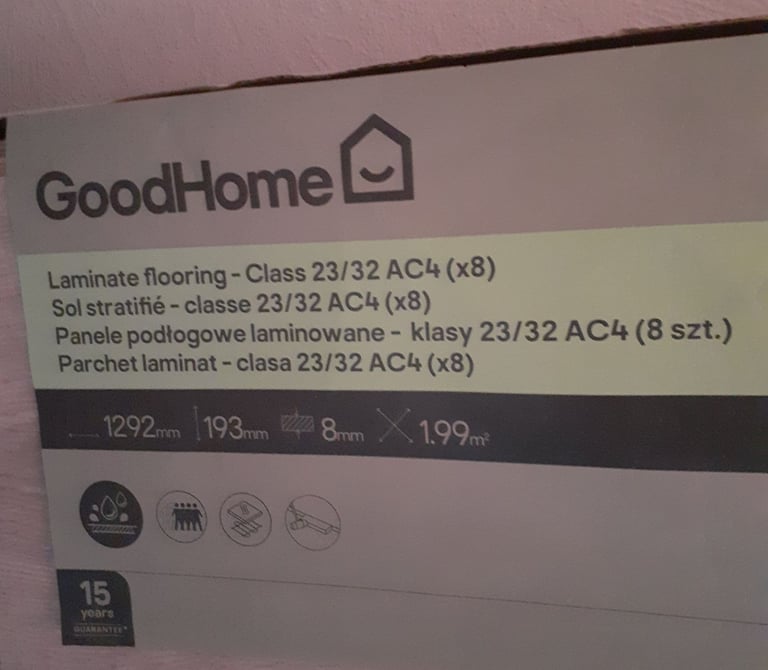 GoodHome
Laminate flooring - Class 23/32 AC4 (x8)
Sol stratifié - classe 23/32 AC4 (x8)
Panele podłogowe laminowane - klasy 23/32 AC4 (8 szt.)
Parchet laminat - clasa 23/32 AC4 (x8)
1292mm 193mm 8mm 1.99m²
15
years
GUARANTEE*